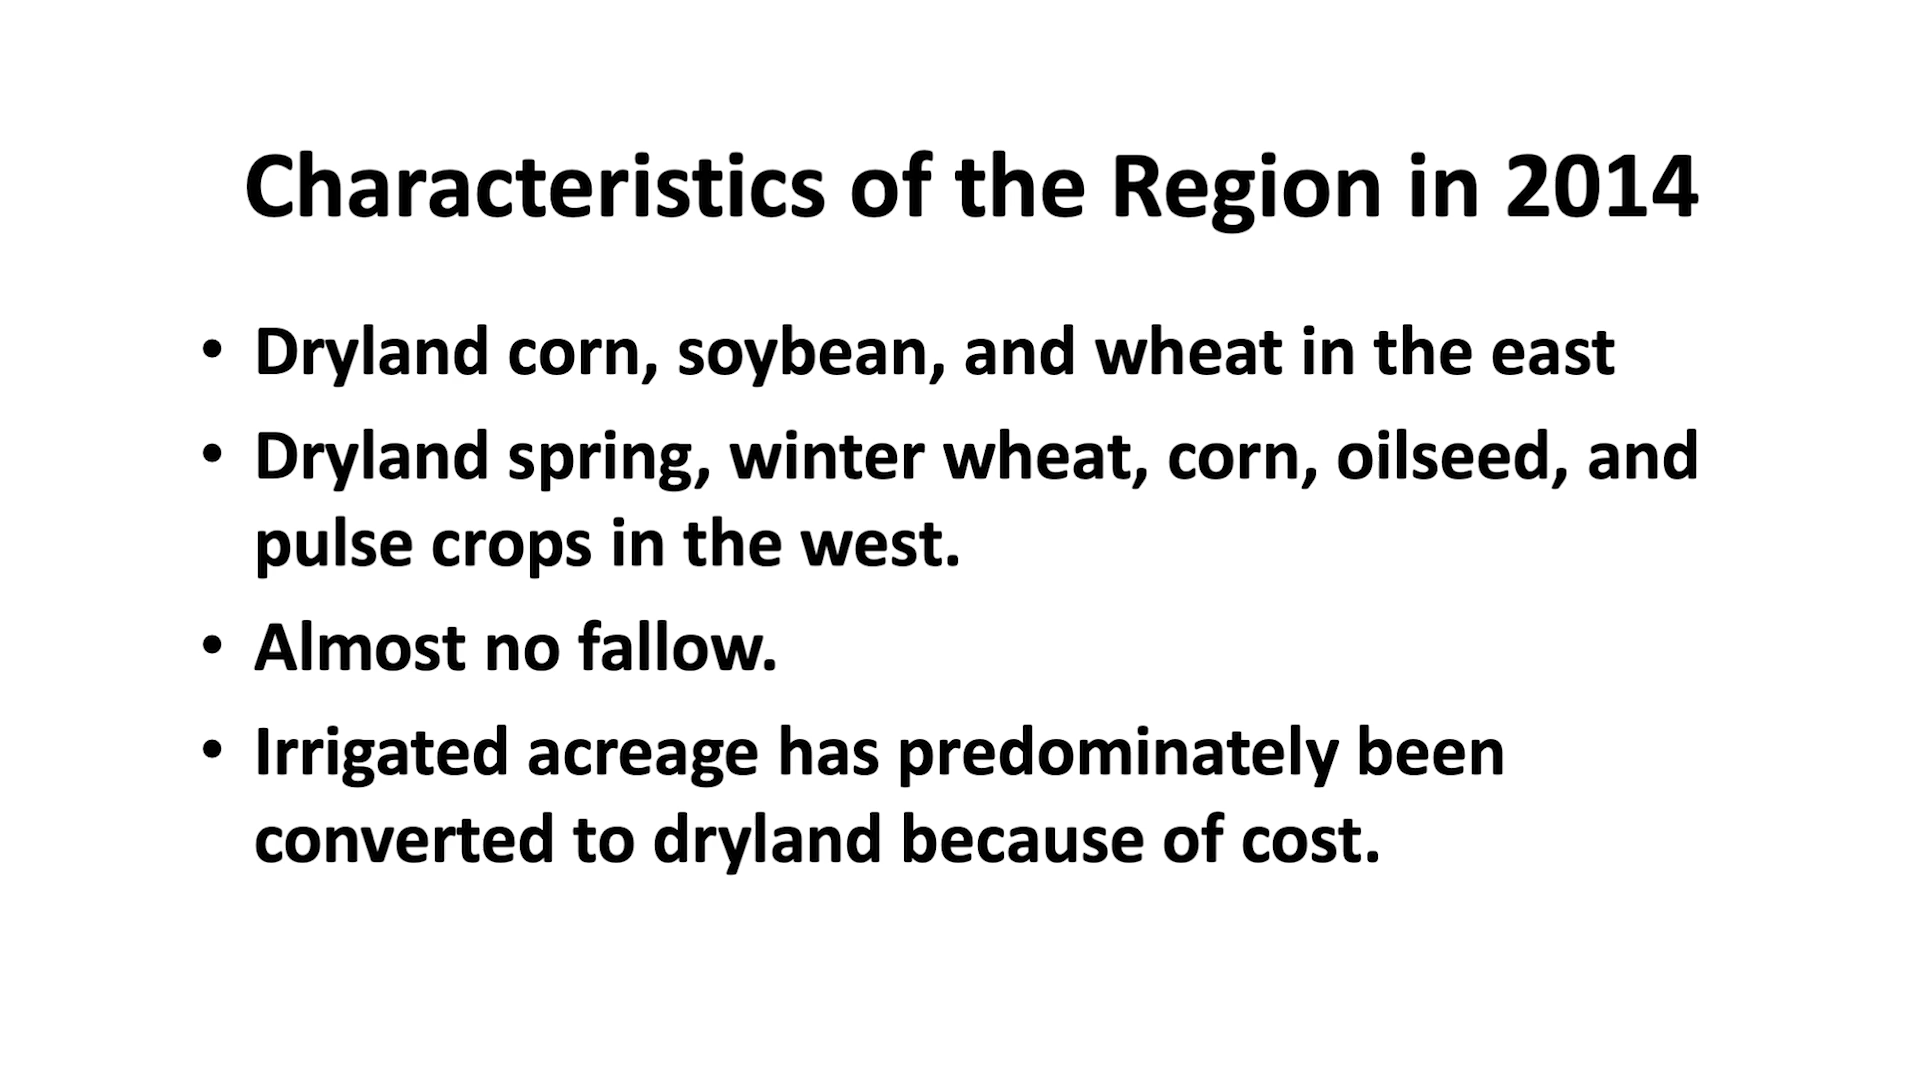 Characteristics of the Region in 2014
• Dryland corn, soybean, and wheat in the east
• Dryland spring, winter wheat, corn, oilseed, and
pulse crops in the west.
• Almost no fallow.
• Irrigated acreage has predominately been
converted to dryland because of cost.